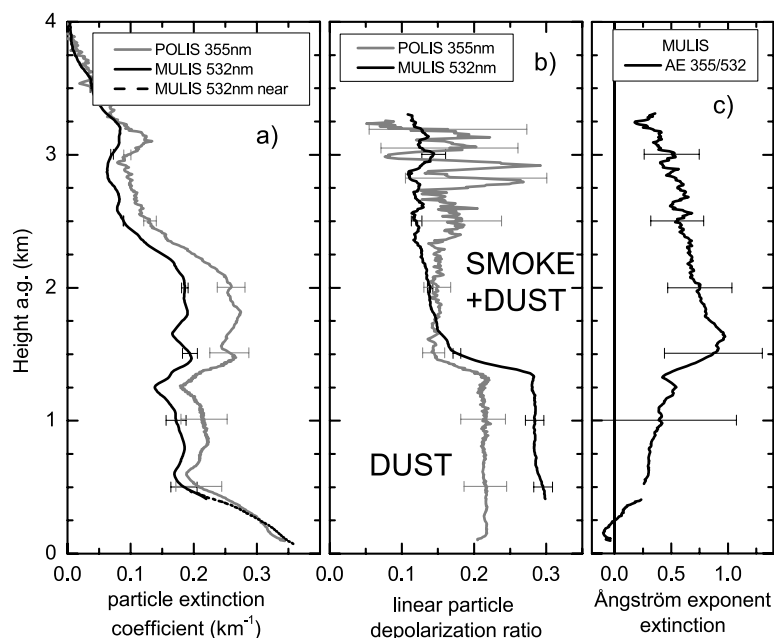 POLIS 355nm
MULIS 532nm
MULIS 532nm near
a)
POLIS 355nm
MULIS 532nm
b)
SMOKE
+DUST
DUST
MULIS
AE 355/532
c)
Height a.g. (km)
4
3
2
1
0
0.0 0.1 0.2 0.3
0.0 0.1 0.2 0.3
0.0 0.5 1.0
particle extinction
coefficient (km⁻¹)
linear particle
depolarization ratio
Ångström exponent
extinction